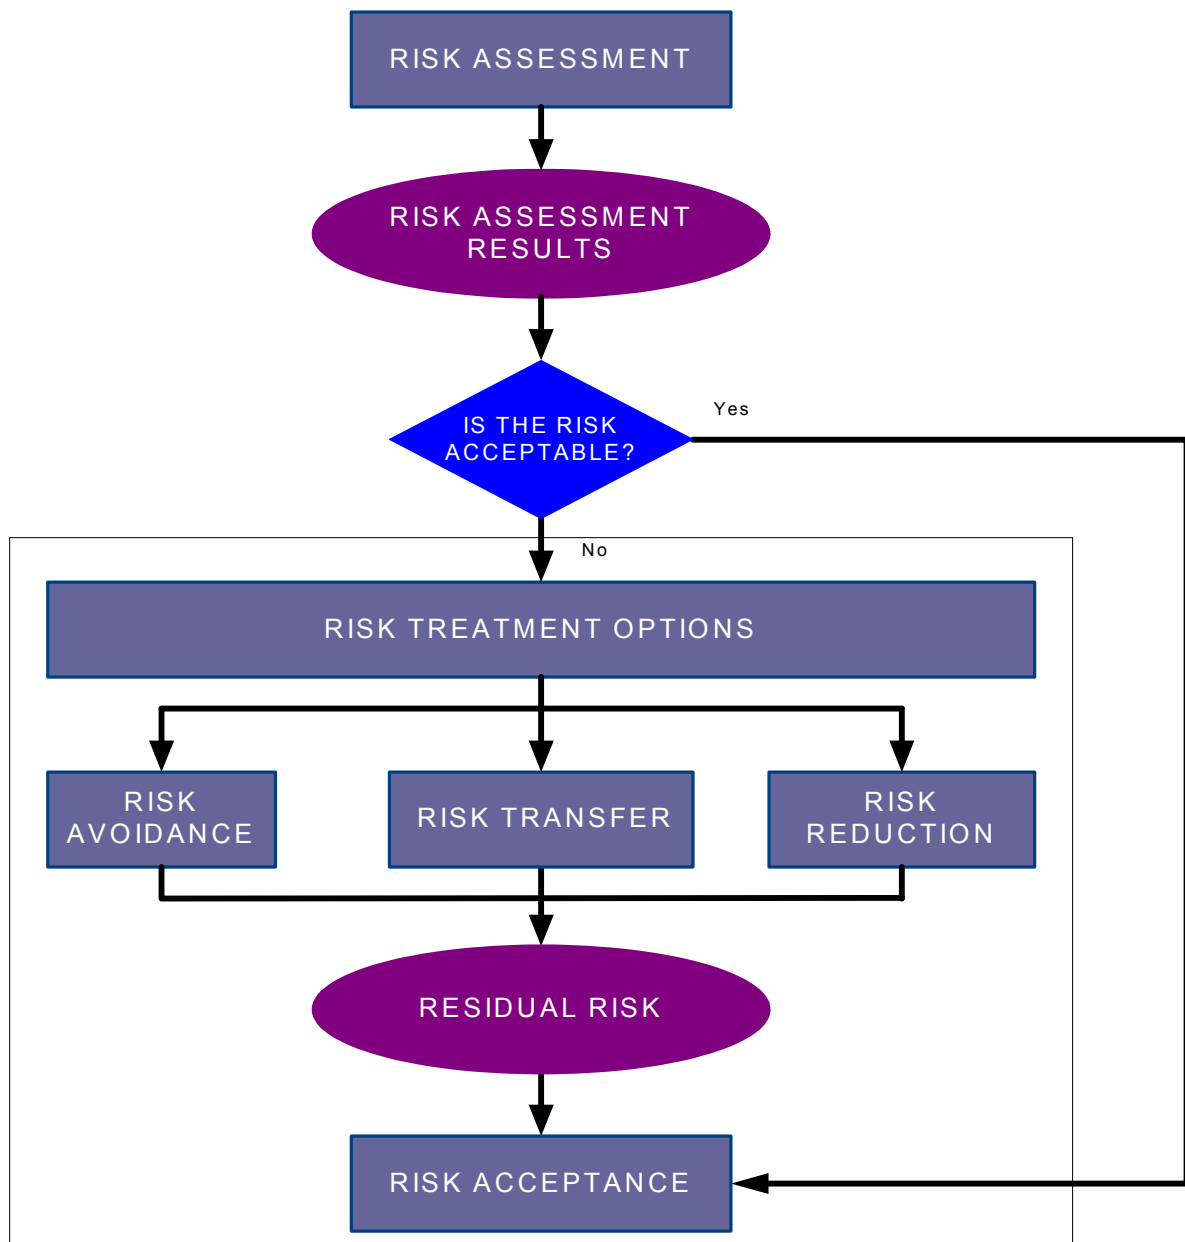 RISK ASSESSMENT
RISK ASSESSMENT
RESULTS
Yes
IS THE RISK
ACCEPTABLE?
No
RISK TREATMENT OPTIONS
RISK
AVOIDANCE
RISK TRANSFER
RISK
REDUCTION
RESIDUAL RISK
RISK ACCEPTANCE